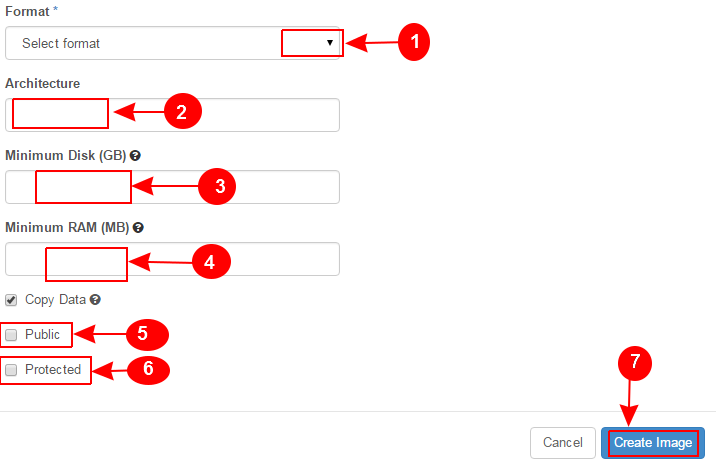 Format *
Select format 1
Architecture
2
Minimum Disk (GB)
3
Minimum RAM (MB)
4
Copy Data
Public 5
Protected 6
7
Cancel Create Image